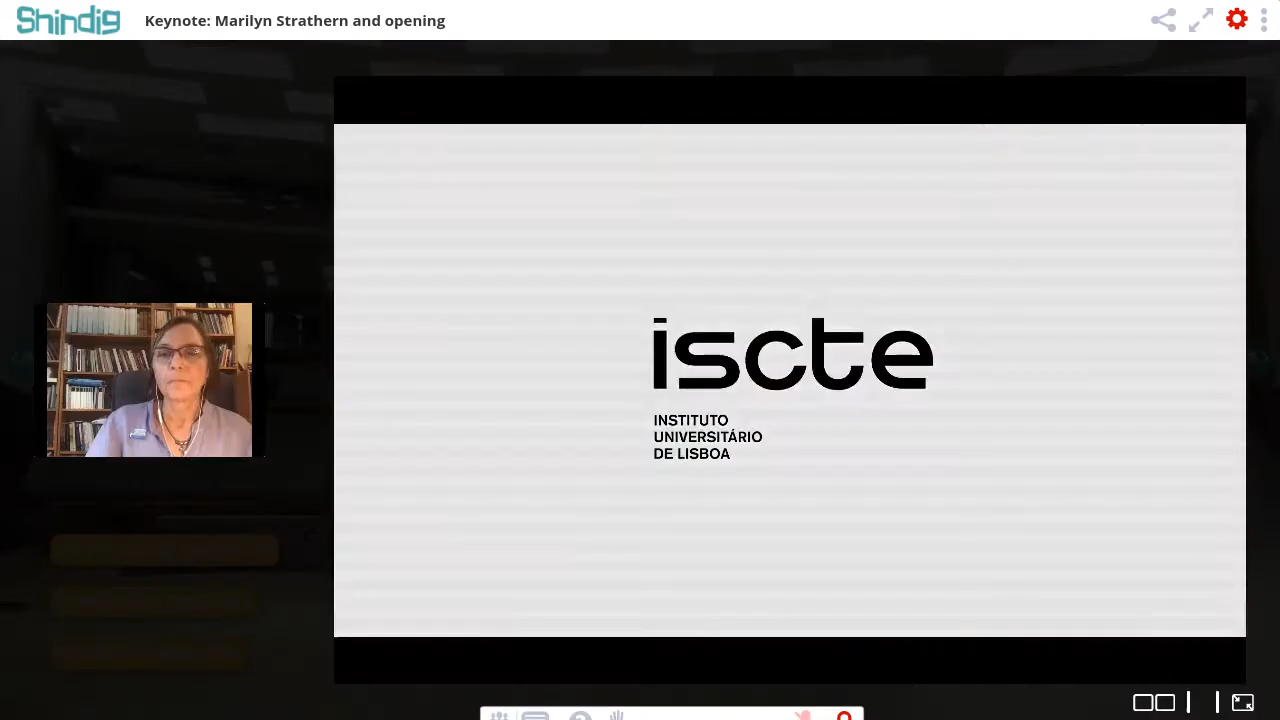 Shindig
Keynote: Marilyn Strathern and opening
iscte
INSTITUTO
UNIVERSITÁRIO
DE LISBOA